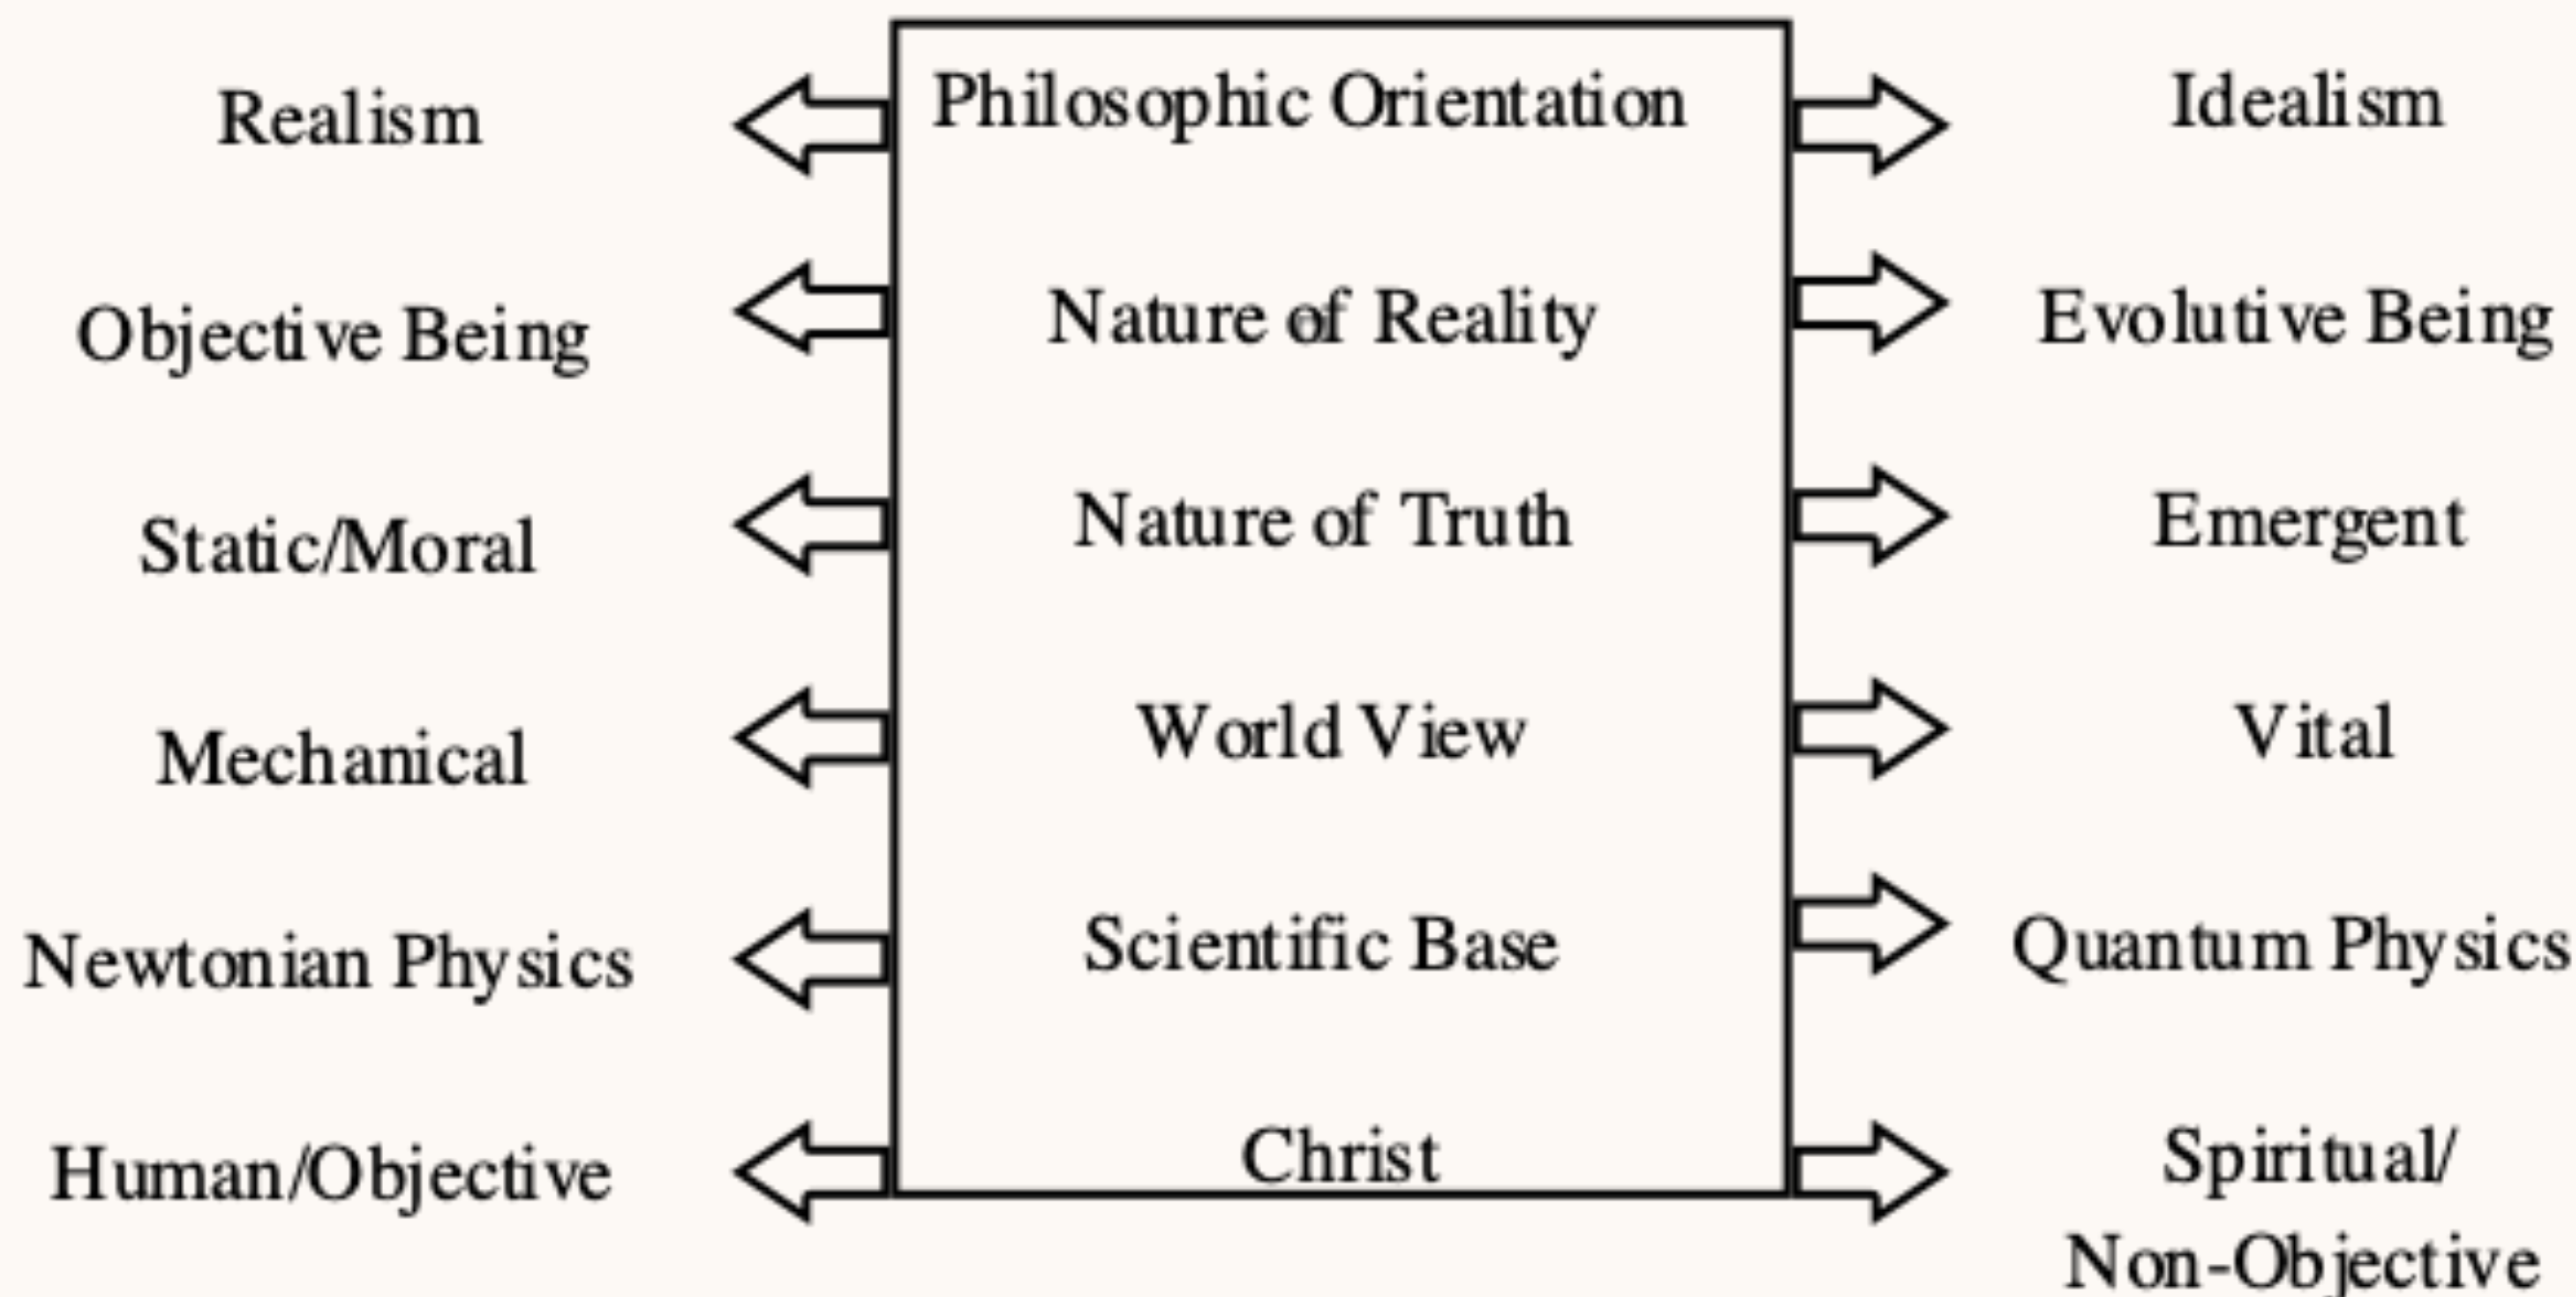 Realism Philosophic Orientation Idealism
Objective Being Nature of Reality Evolutive Being
Static/Moral Nature of Truth Emergent
Mechanical World View Vital
Newtonian Physics Scientific Base Quantum Physics
Human/Objective Christ Spiritual/
Non-Objective